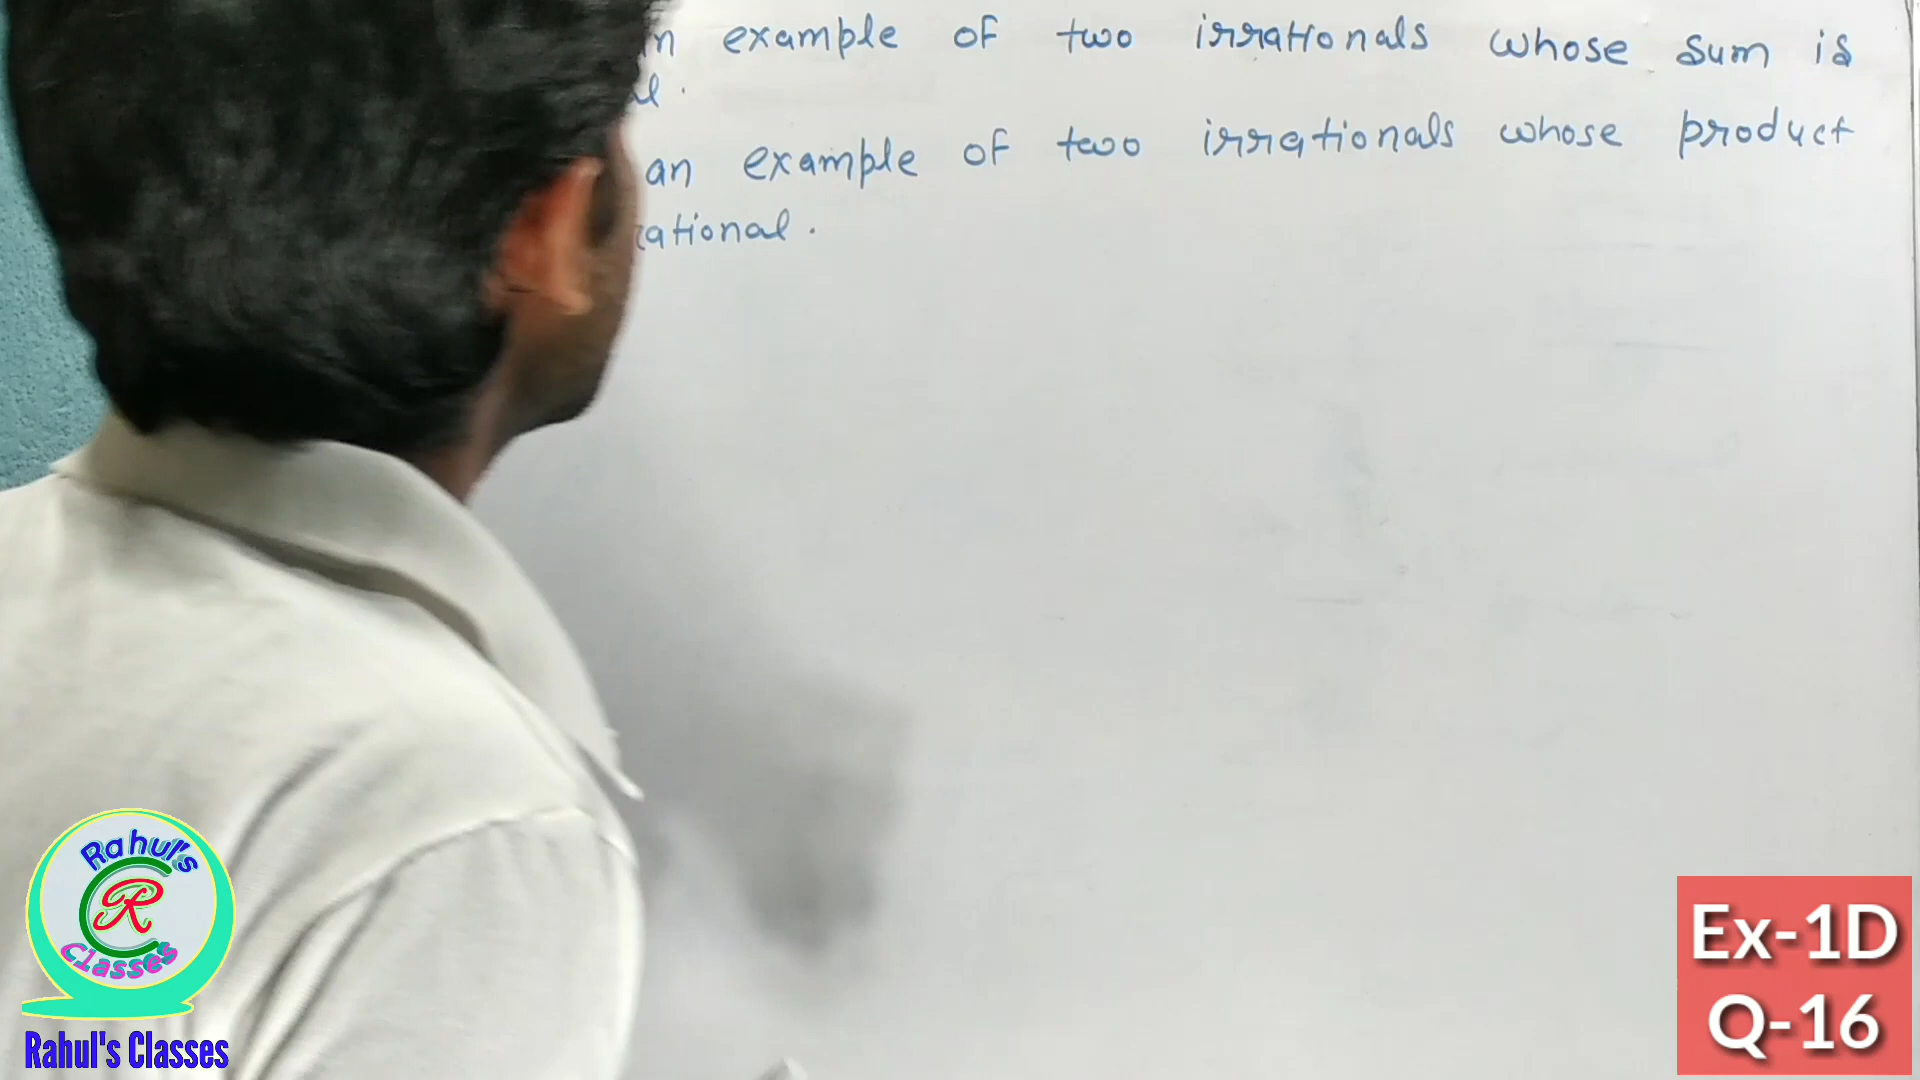 example of two irrationals whose sum is
an example of two irrationals whose product
rational.
Rahul's
CR
Classes
Rahul's Classes
Ex-1D
Q-16